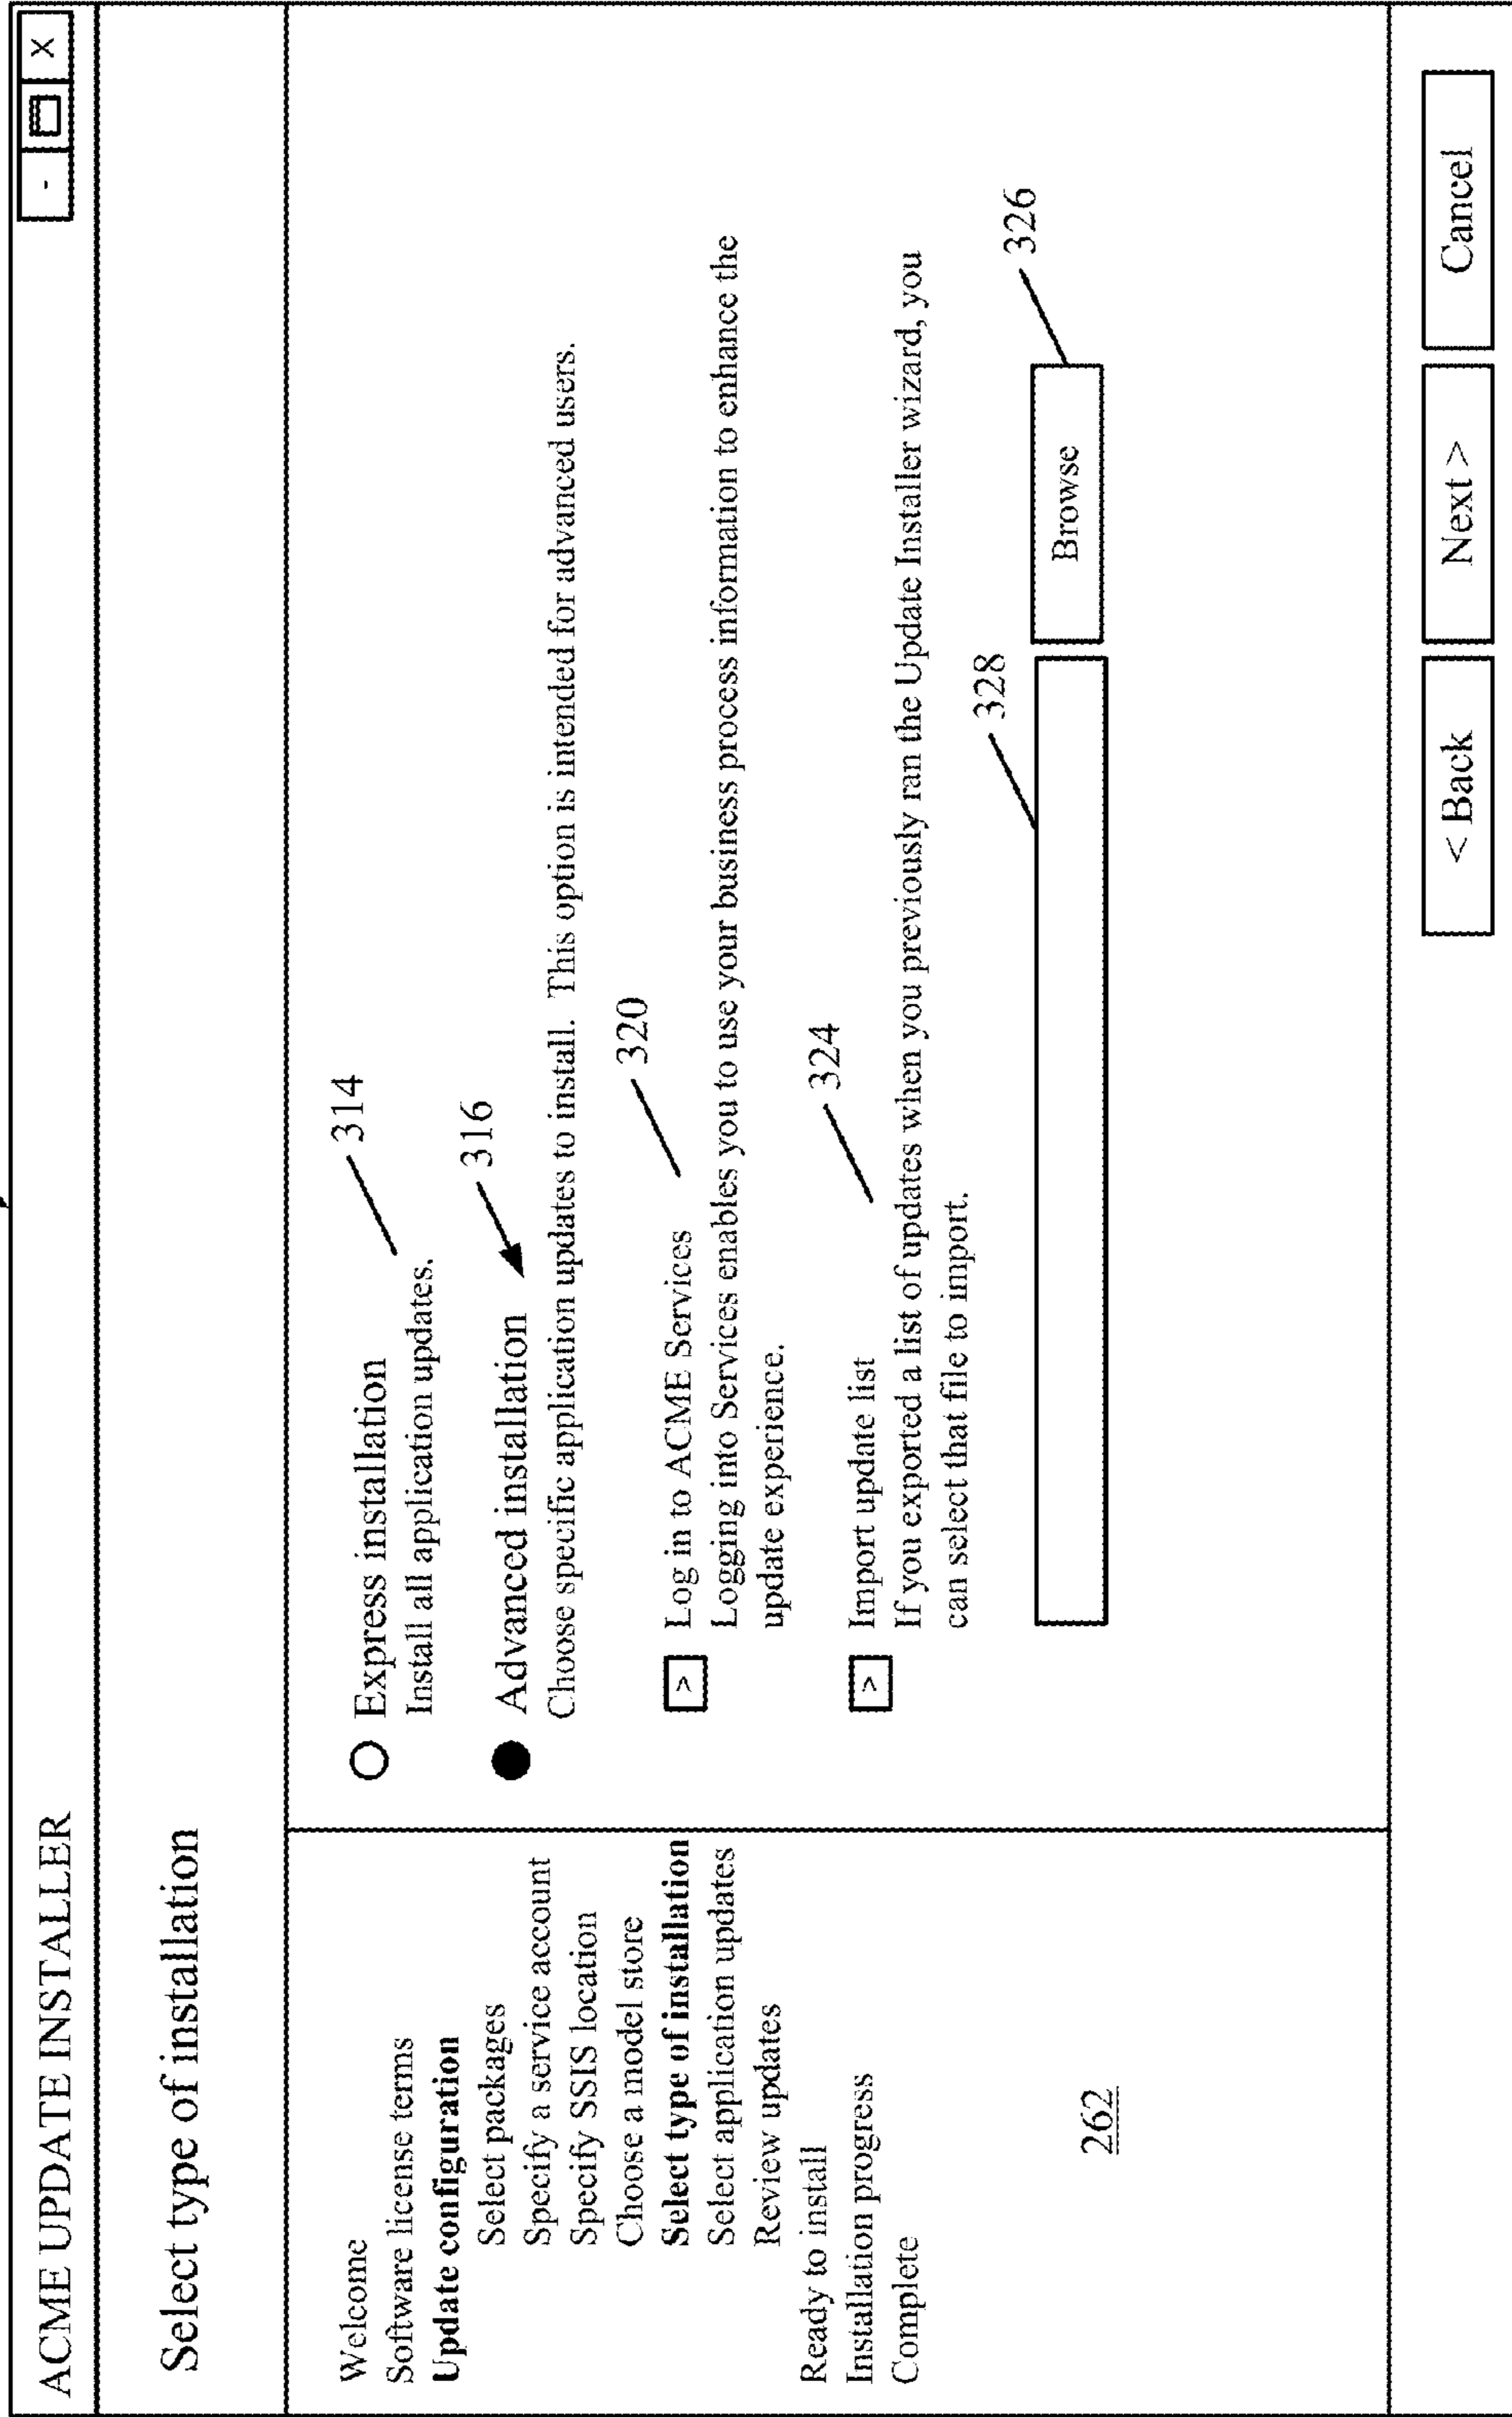 ACME UPDATE INSTALLER
- X
Select type of installation
Welcome
Software license terms
Update configuration
Select packages
Specify a service account
Specify SSIS location
Choose a model store
Select type of installation
Select application updates
Review updates
Ready to install
Installation progress
Complete
262
Express installation
314
Install all application updates.
Advanced installation
316
Choose specific application updates to install. This option is intended for advanced users.
320
> Log in to ACME Services
Logging into Services enables you to use your business process information to enhance the
update experience.
324
> Import update list
If you exported a list of updates when you previously ran the Update Installer wizard, you
can select that file to import.
328
326
Browse
< Back
Next >
Cancel